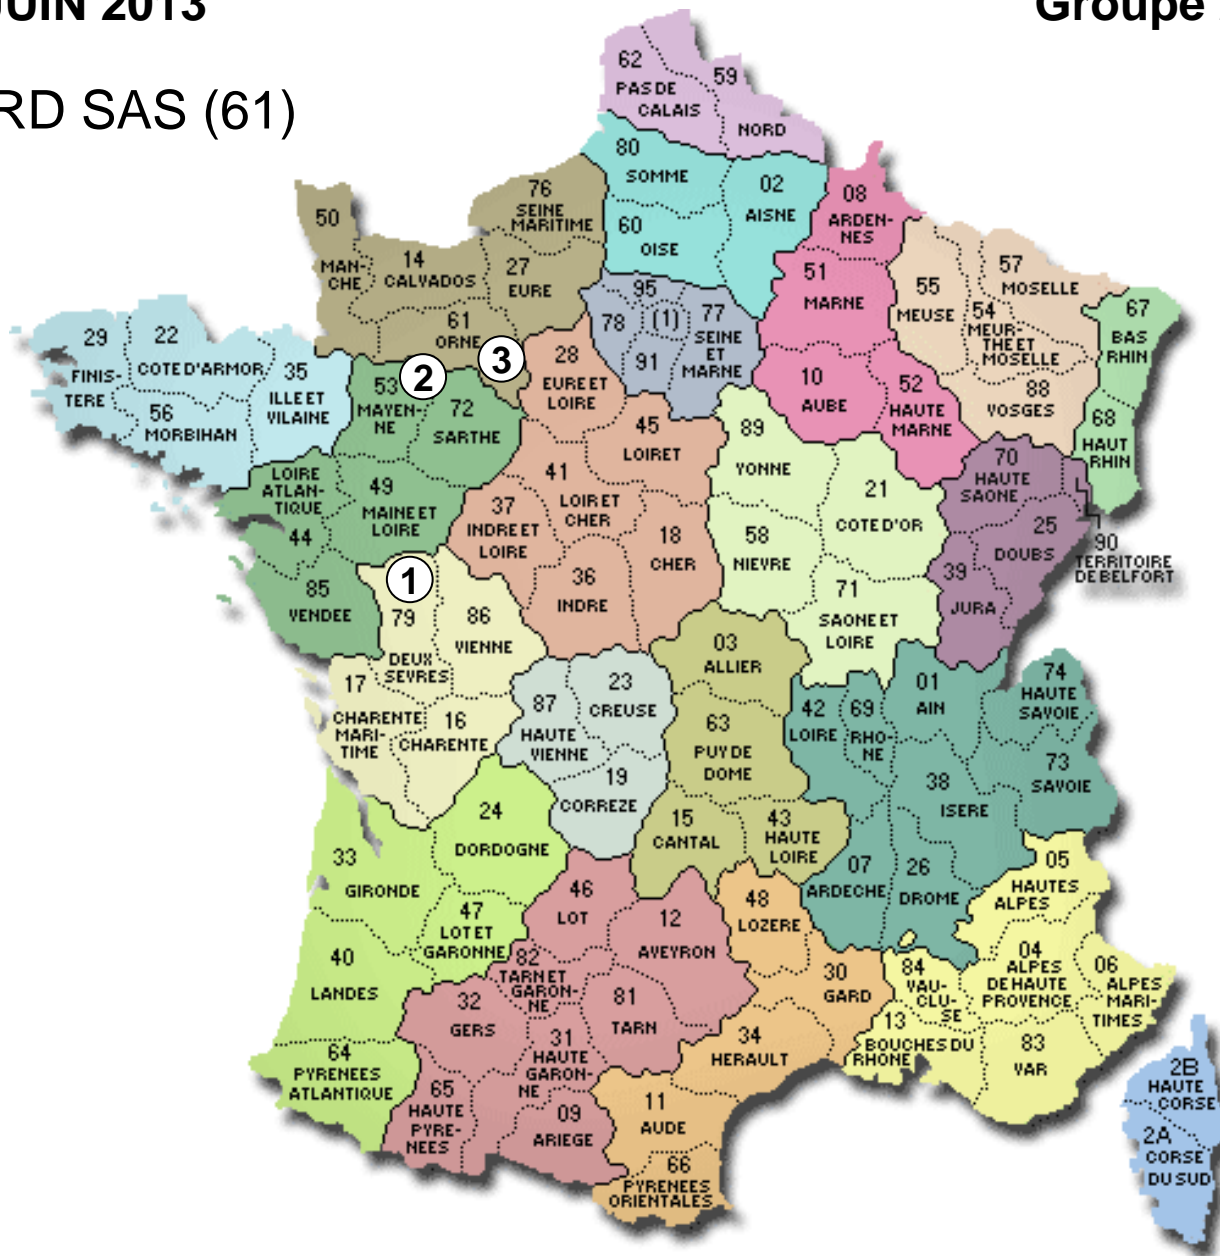 JUIN 2013
Groupe
RD SAS (61)
62
PAS DE
CALAIS
59
NORD
80
SOMME
02
AISNE
60
OISE
76
SEINE
MARITIME
50
MAN-
CHE
14
CALVADOS
27
EURE
61
ORNE
08
ARDEN-
NES
51
MARNE
10
AUBE
52
HAUTE
MARNE
55
MEUSE
54
MEUR-
THE ET
MOSELLE
57
MOSELLE
88
VOSGES
67
BAS
RHIN
68
HAUT
RHIN
95
78
(1)
91
77
SEINE
ET
MARNE
29
FINIS-
TERE
22
COTE D'ARMOR
56
MORBIHAN
35
ILLE ET
VILAINE
53
MAYEN-
NE
2
3
72
SARTHE
LOIRE
ATLAN-
TIQUE
44
49
MAINE ET
LOIRE
85
VENDEE
28
EURE ET
LOIRE
45
LOIRET
41
LOIR ET
CHER
37
INDRE ET
LOIRE
18
CHER
36
INDRE
89
YONNE
21
COTE D'OR
58
NIEVRE
71
SAONE ET
LOIRE
70
HAUTE
SAONE
25
DOUBS
39
JURA
90
TERRITOIRE
DE BELFORT
1
79
DEUX
SEVRES
86
VIENNE
17
CHARENTE
MARI-
TIME
16
CHARENTE
87
HAUTE
VIENNE
23
CREUSE
19
CORREZE
03
ALLIER
63
PUY DE
DOME
15
CANTAL
43
HAUTE
LOIRE
42
LOIRE
69
RHO-
NE
01
AIN
74
HAUTE
SAVOIE
73
SAVOIE
38
ISERE
07
ARDECHE
26
DROME
24
DORDOGNE
33
GIRONDE
47
LOT ET
GARONNE
40
LANDES
64
PYRENEES
ATLANTIQUE
46
LOT
12
AVEYRON
82
TARN ET
GARON-
NE
32
GERS
81
TARN
31
HAUTE
GARON-
NE
65
HAUTE
PYRE-
NEES
09
ARIEGE
48
LOZERE
30
GARD
34
HERAULT
11
AUDE
66
PYRENEES
ORIENTALES
05
HAUTES
ALPES
04
ALPES
DE HAUTE
PROVENCE
06
ALPES
MARI-
TIMES
84
VAU-
CLU-
SE
13
BOUCHES DU
RHONE
83
VAR
2B
HAUTE
CORSE
2A
CORSE
DU SUD